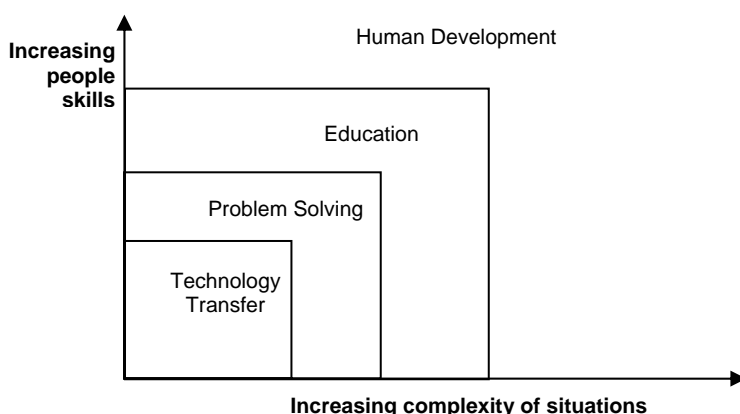 Human Development
Increasing
people
skills
Education
Problem Solving
Technology
Transfer
Increasing complexity of situations